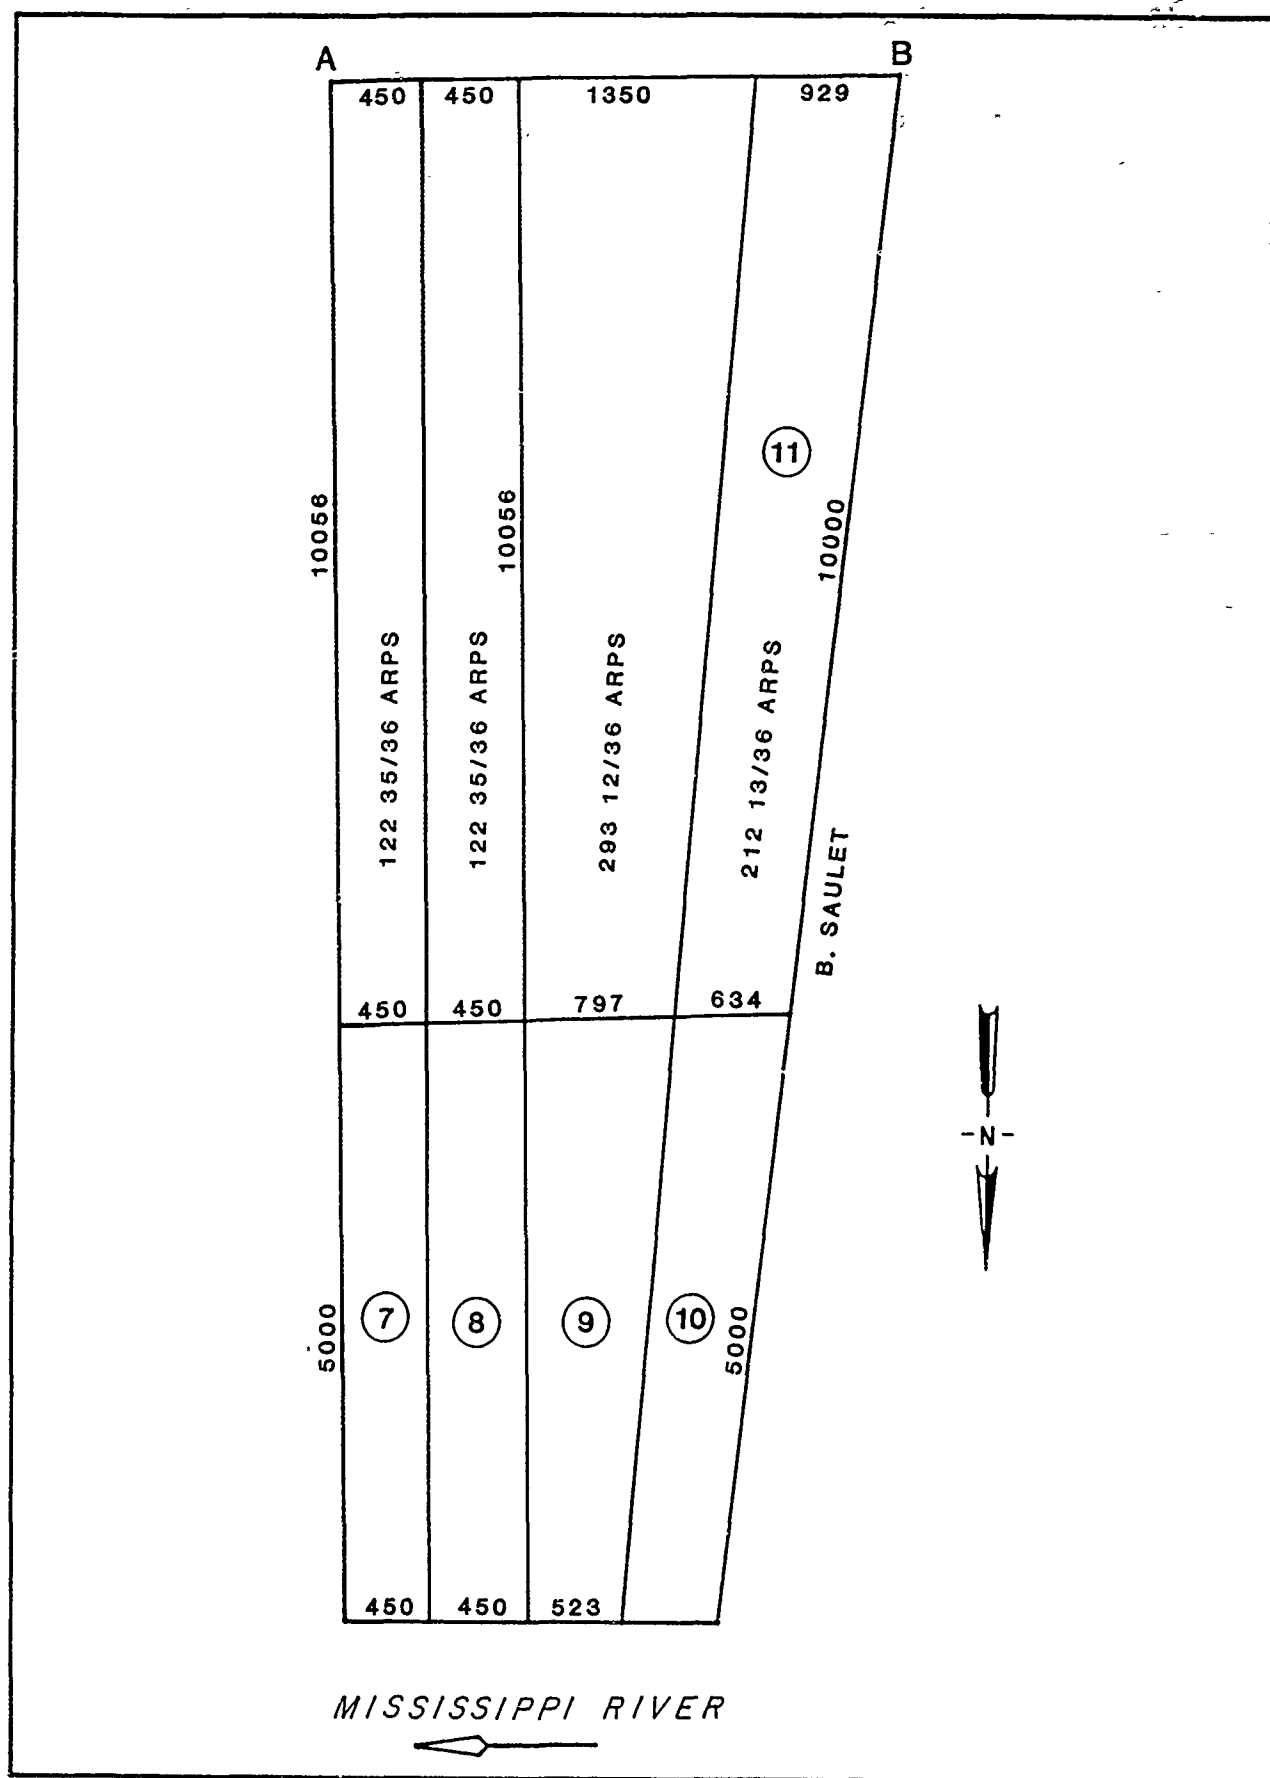 A B
450 450 1350 929
11
10056 10056 10000
122 35/36 ARPS
122 35/36 ARPS
293 12/36 ARPS
212 13/36 ARPS
B. SAULET
450 450 797 634
-N-
7 8 9 10
5000 5000
450 450 523
MISSISSIPPI RIVER